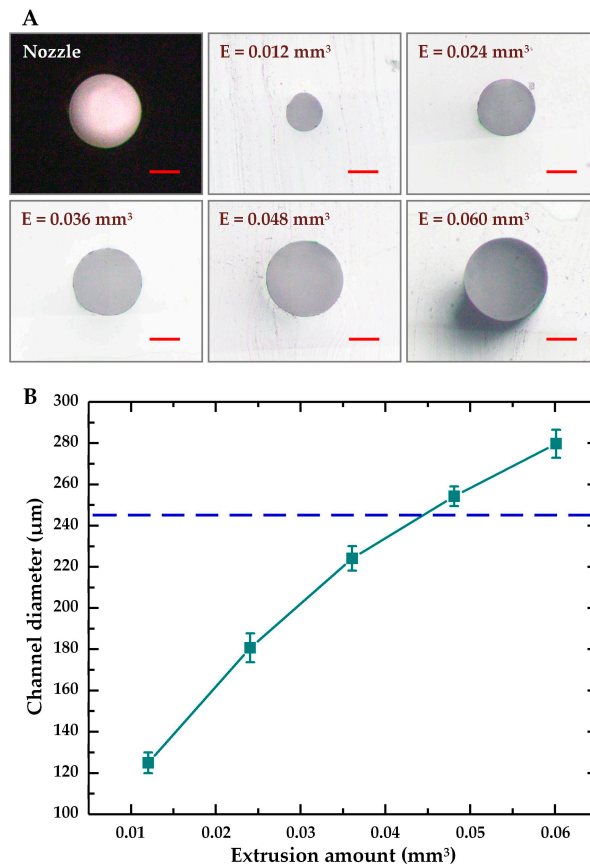 A
Nozzle
E = 0.012 mm³
E = 0.024 mm³
E = 0.036 mm³
E = 0.048 mm³
E = 0.060 mm³
B
300
280
260
240
220
200
180
160
140
120
100
Channel diameter (μm)
0.01 0.02 0.03 0.04 0.05 0.06
Extrusion amount (mm³)